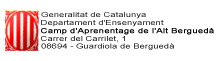 Generalitat de Catalunya
Departament d'Ensenyament
Camp d'Aprenentage de l'Alt Berguedà
Carrer del Carrilet, 1
08694 - Guardiola de Berguedà